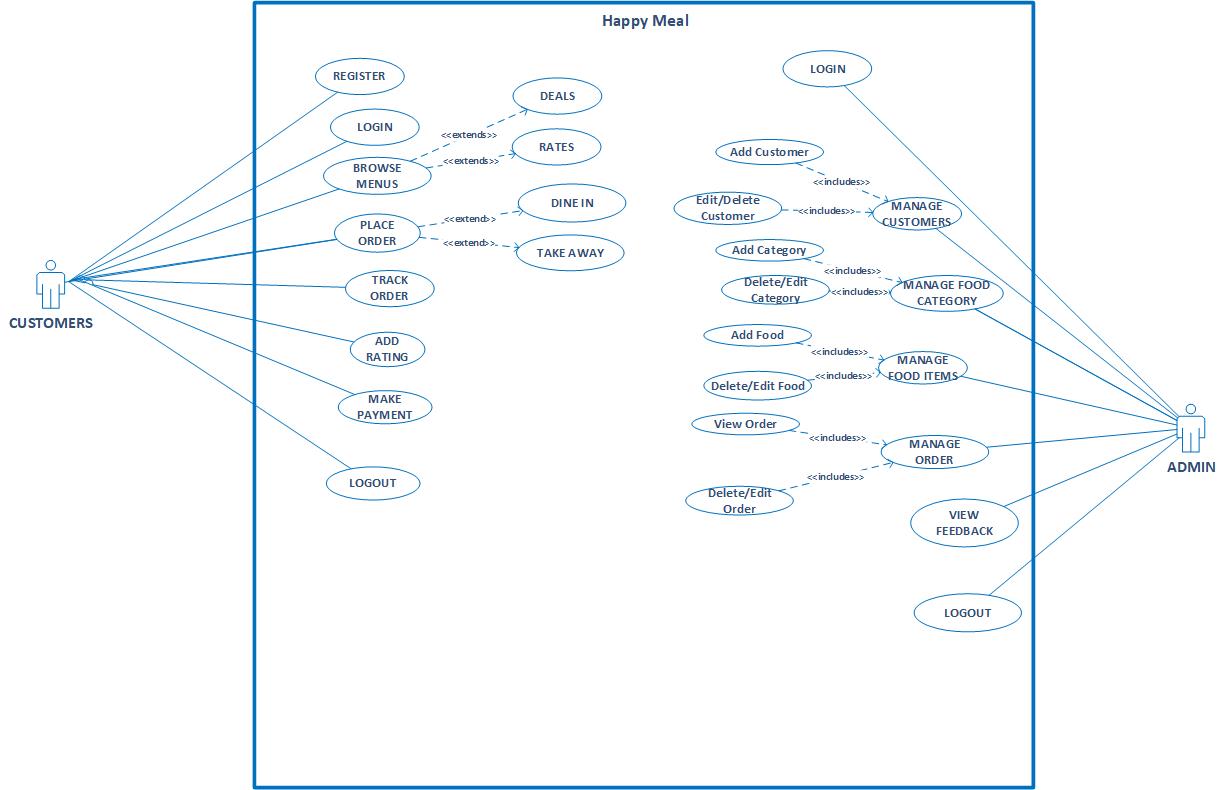 Happy Meal
REGISTER
LOGIN
BROWSE
MENUS
PLACE
ORDER
TRACK
ORDER
ADD
RATING
MAKE
PAYMENT
LOGOUT
CUSTOMERS
<<extends>>
<<extends>>
<<extend>>
<<extend>>
DEALS
RATES
DINE IN
TAKE AWAY
LOGIN
Add Customer
<<includes>>
Edit/Delete
Customer
<<includes>>
MANAGE
CUSTOMERS
Add Category
<<includes>>
Delete/Edit
Category
<<includes>>
MANAGE FOOD
CATEGORY
Add Food
<<includes>>
Delete/Edit Food
<<includes>>
MANAGE
FOOD ITEMS
View Order
<<includes>>
Delete/Edit
Order
<<includes>>
MANAGE
ORDER
VIEW
FEEDBACK
LOGOUT
ADMIN